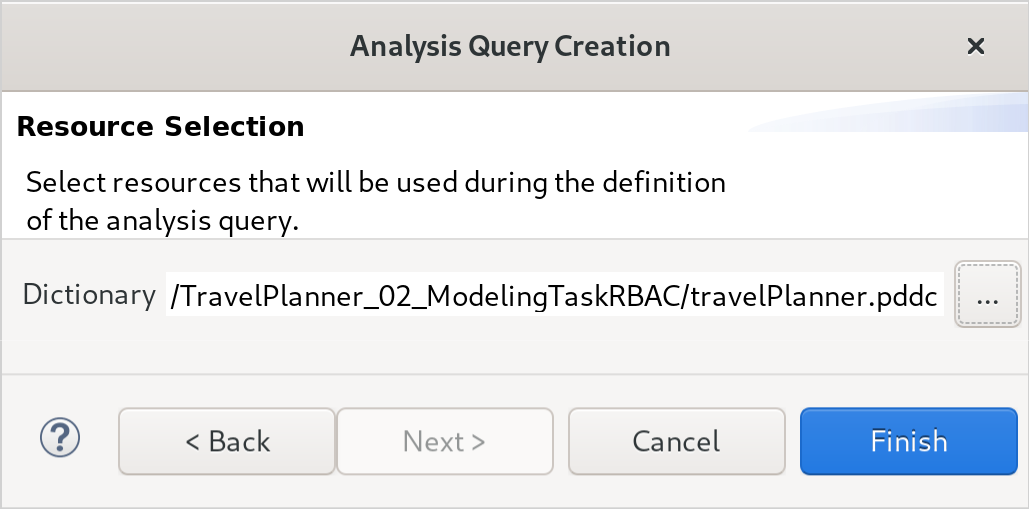 Analysis Query Creation ×
Resource Selection
Select resources that will be used during the definition
of the analysis query.
Dictionary /TravelPlanner_02_ModelingTaskRBAC/travelPlanner.pddc ...
? < Back Next > Cancel Finish